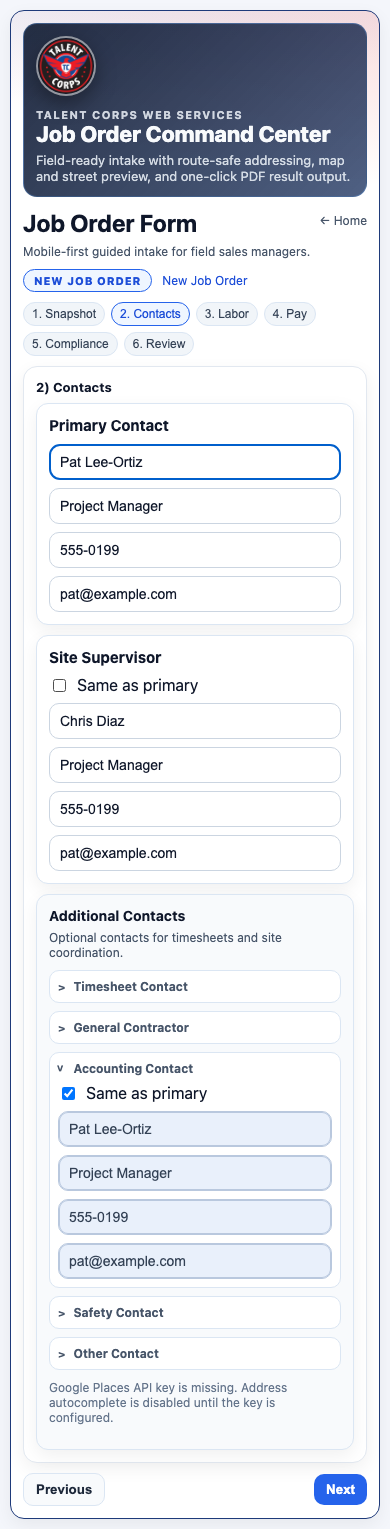 TALENT
TC
CORPS
TALENT CORPS WEB SERVICES
Job Order Command Center
Field-ready intake with route-safe addressing, map
and street preview, and one-click PDF result output.
Job Order Form
← Home
Mobile-first guided intake for field sales managers.
NEW JOB ORDER New Job Order
1. Snapshot 2. Contacts 3. Labor 4. Pay
5. Compliance 6. Review
2) Contacts
Primary Contact
Pat Lee-Ortiz
Project Manager
555-0199
pat@example.com
Site Supervisor
Same as primary
Chris Diaz
Project Manager
555-0199
pat@example.com
Additional Contacts
Optional contacts for timesheets and site
coordination.
> Timesheet Contact
> General Contractor
v Accounting Contact
Same as primary
Pat Lee-Ortiz
Project Manager
555-0199
pat@example.com
> Safety Contact
> Other Contact
Google Places API key is missing. Address
autocomplete is disabled until the key is
configured.
Previous
Next